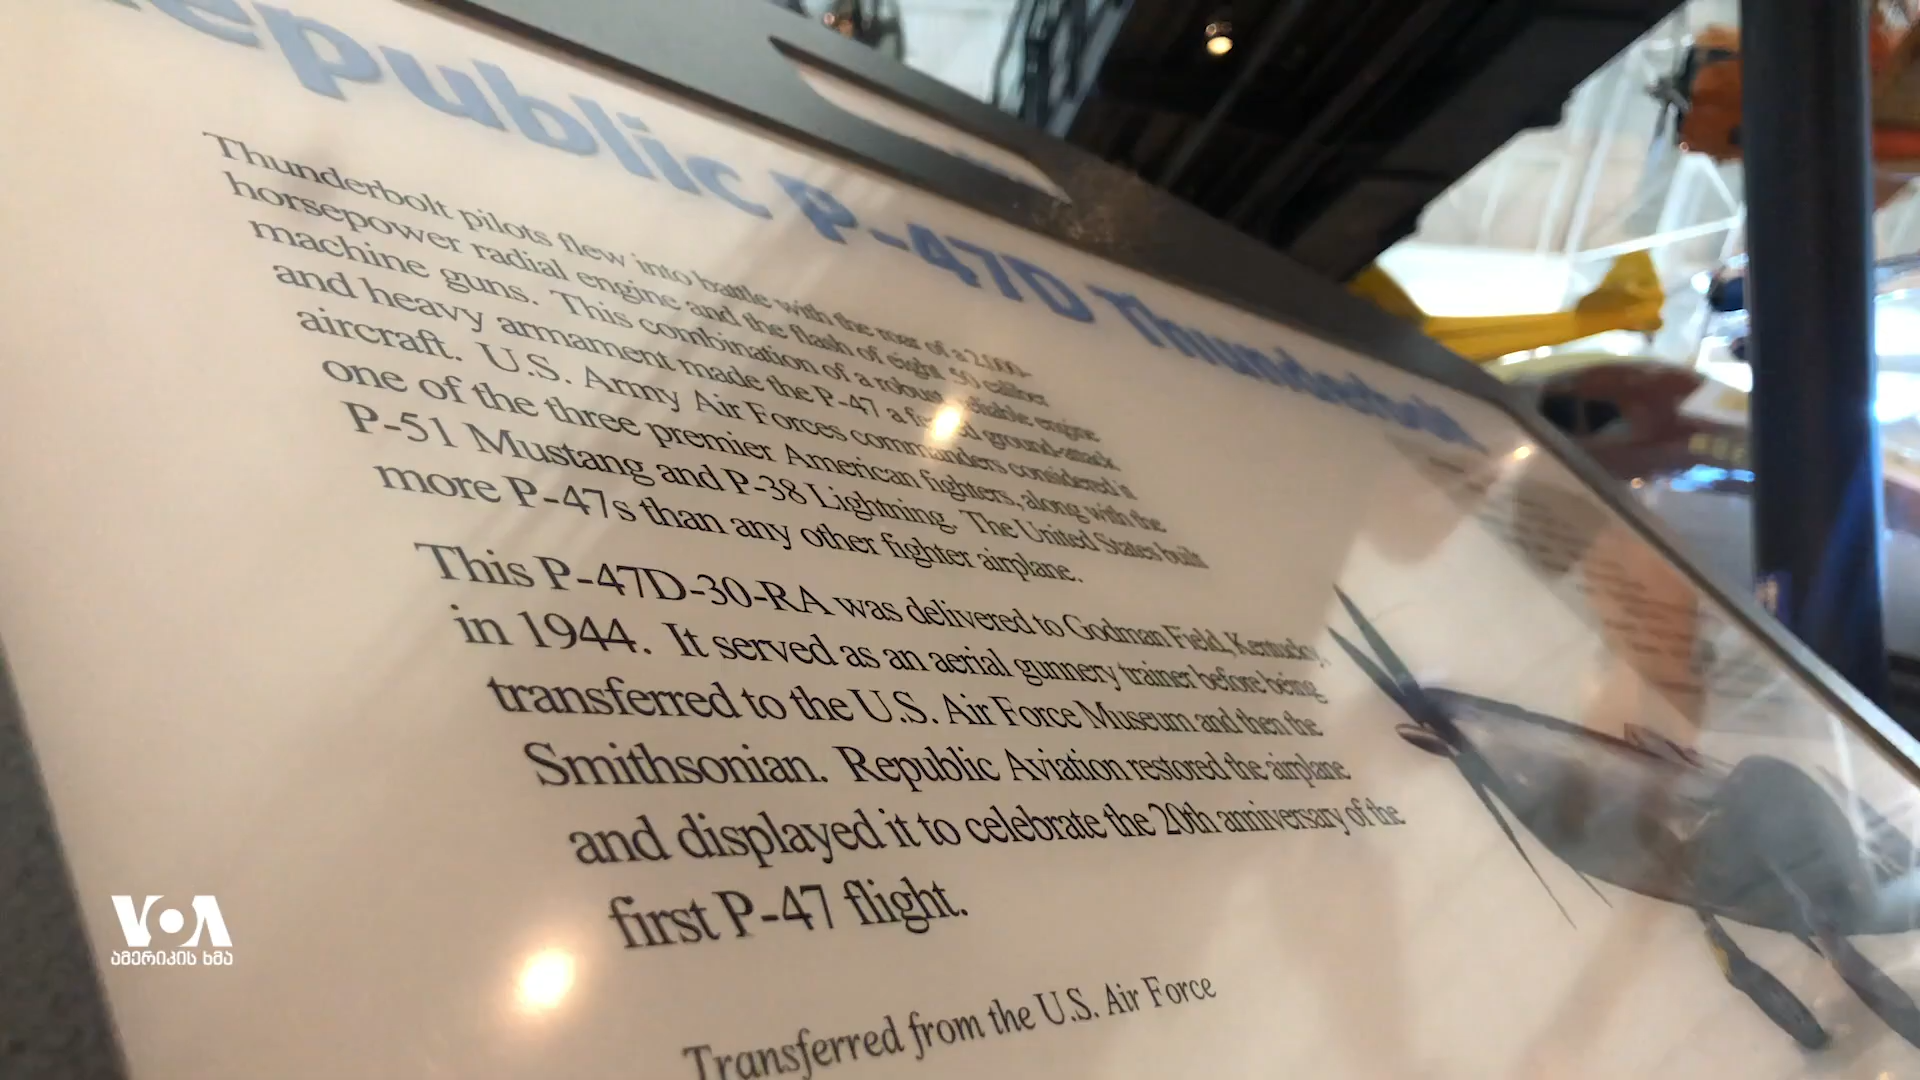 epublic P-47D Thunderbolt
Thunderbolt pilots flew into battle with the roar of a 2,000-
horsepower radial engine and the flash of eight .50 caliber
machine guns. This combination of a robust, reliable engine
and heavy armament made the P-47 a feared ground-attack
aircraft. U.S. Army Air Forces commanders considered it
one of the three premier American fighters, along with the
P-51 Mustang and P-38 Lightning. The United States built
more P-47s than any other fighter airplane.
This P-47D-30-RA was delivered to Godman Field, Kentucky,
in 1944. It served as an aerial gunnery trainer before being
transferred to the U.S. Air Force Museum and then the
Smithsonian. Republic Aviation restored the airplane
and displayed it to celebrate the 20th anniversary of the
first P-47 flight.
Transferred from the U.S. Air Force
VOA
ამერიკის ხმა